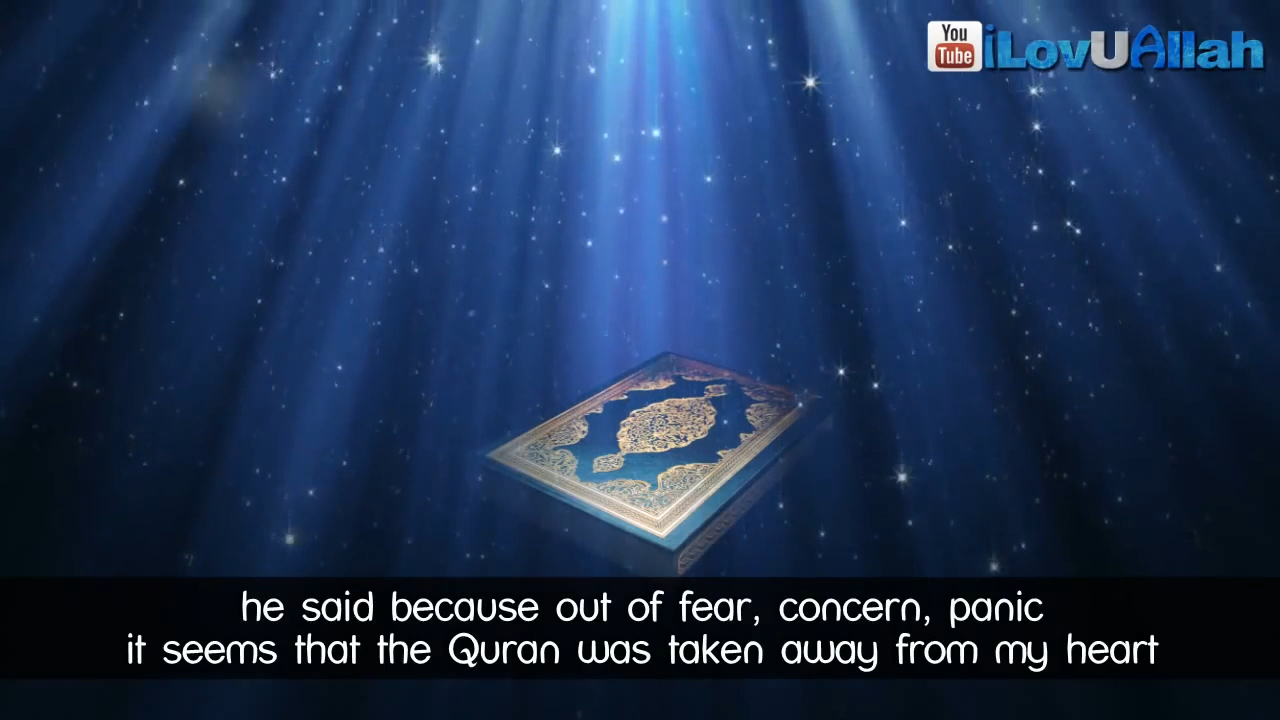 You
Tube
iLovUAllah
he said because out of fear, concern, panic
it seems that the Quran was taken away from my heart